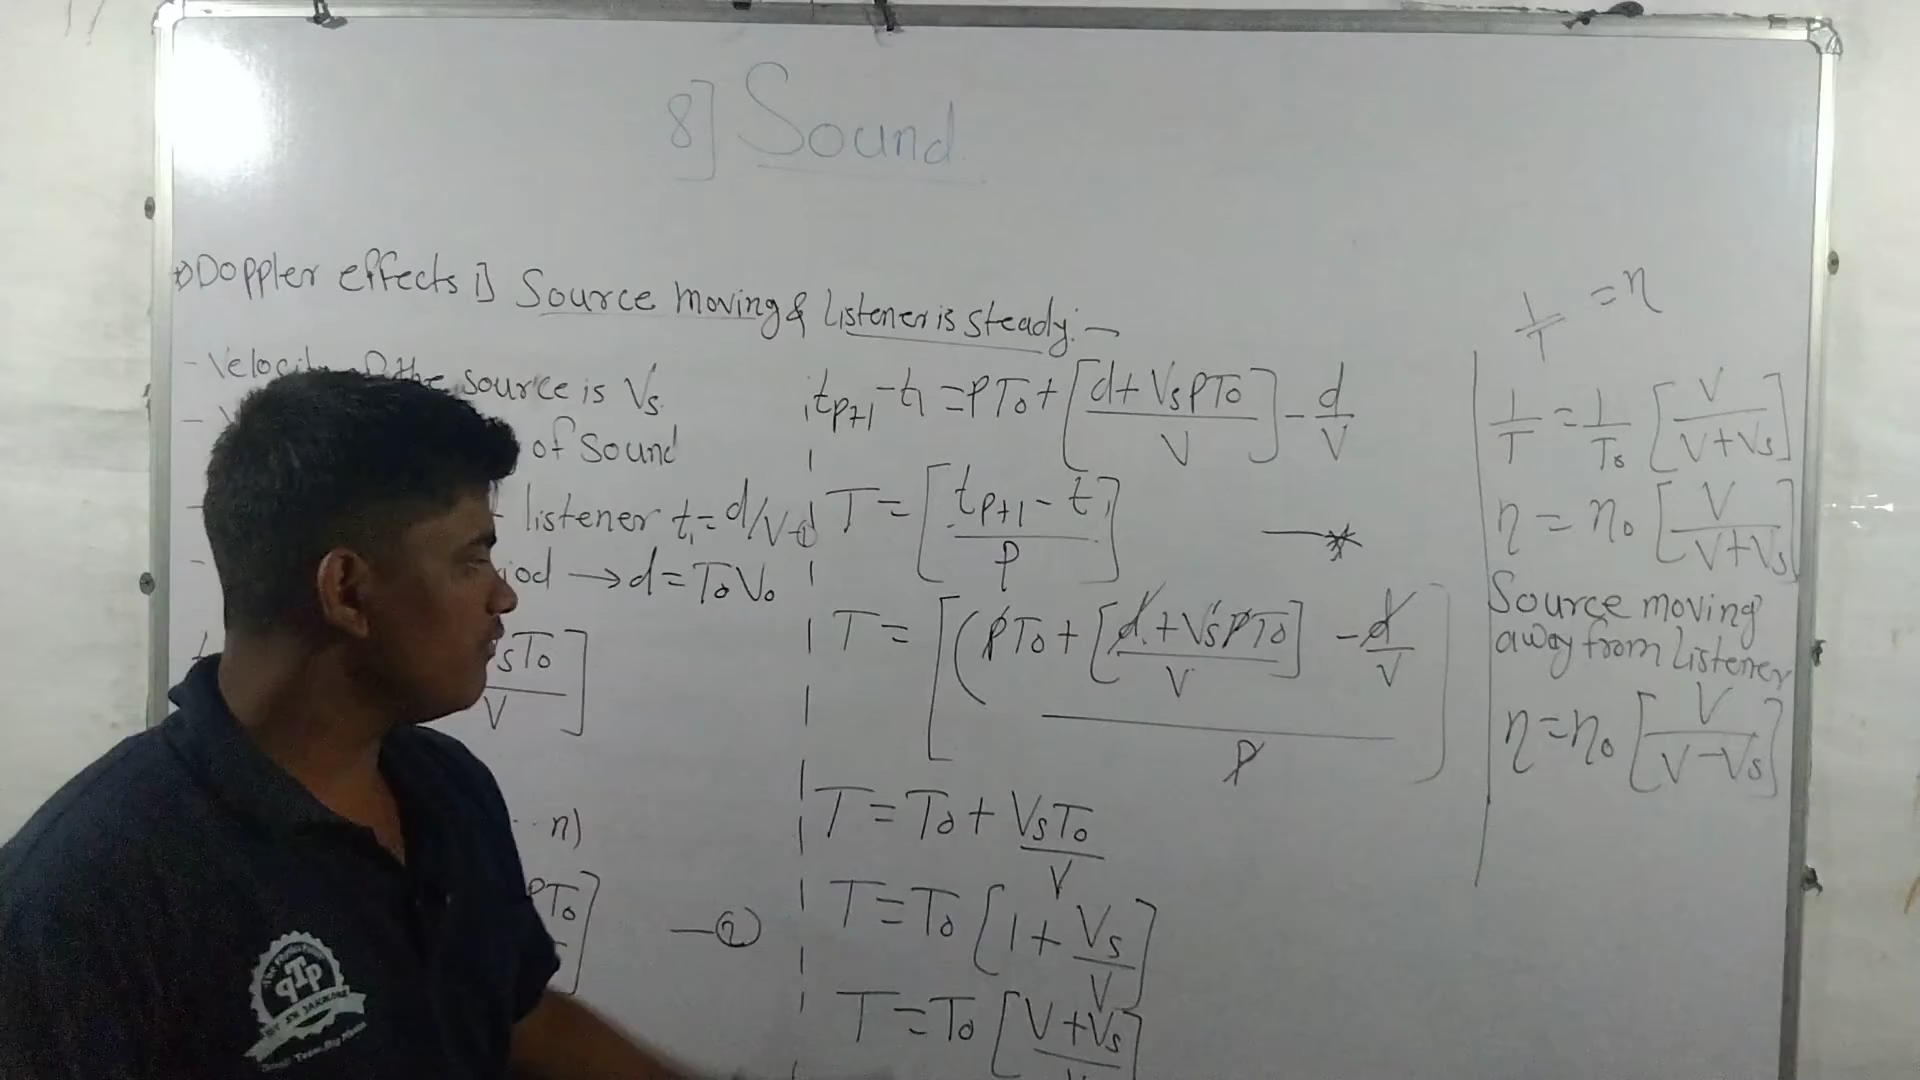 8] Sound
Doppler effects 1] Source moving & listener is steady:-
- Velocity of the source is Vs.
of Sound
listener t₁ = d/V -①
iod → d = T₀V₀
sT₀
V ]
n)
PT₀ ] -②
t_{P+1} - t₁ = PT₀ + [d + VsPT₀ / V] - d/V
T = [t_{P+1} - t₁ / P] —*
T = [(PT₀ + [d + VsPT₀ / V] - d/V / P]
T = T₀ + VsT₀ / V
T = T₀ [1 + Vs/V]
T = T₀ [V + Vs / V]
1/T = n
1/T = 1/T₀ [V / V + Vs]
n = n₀ [V / V + Vs]
Source moving
away from listener
n = n₀ [V / V - Vs]